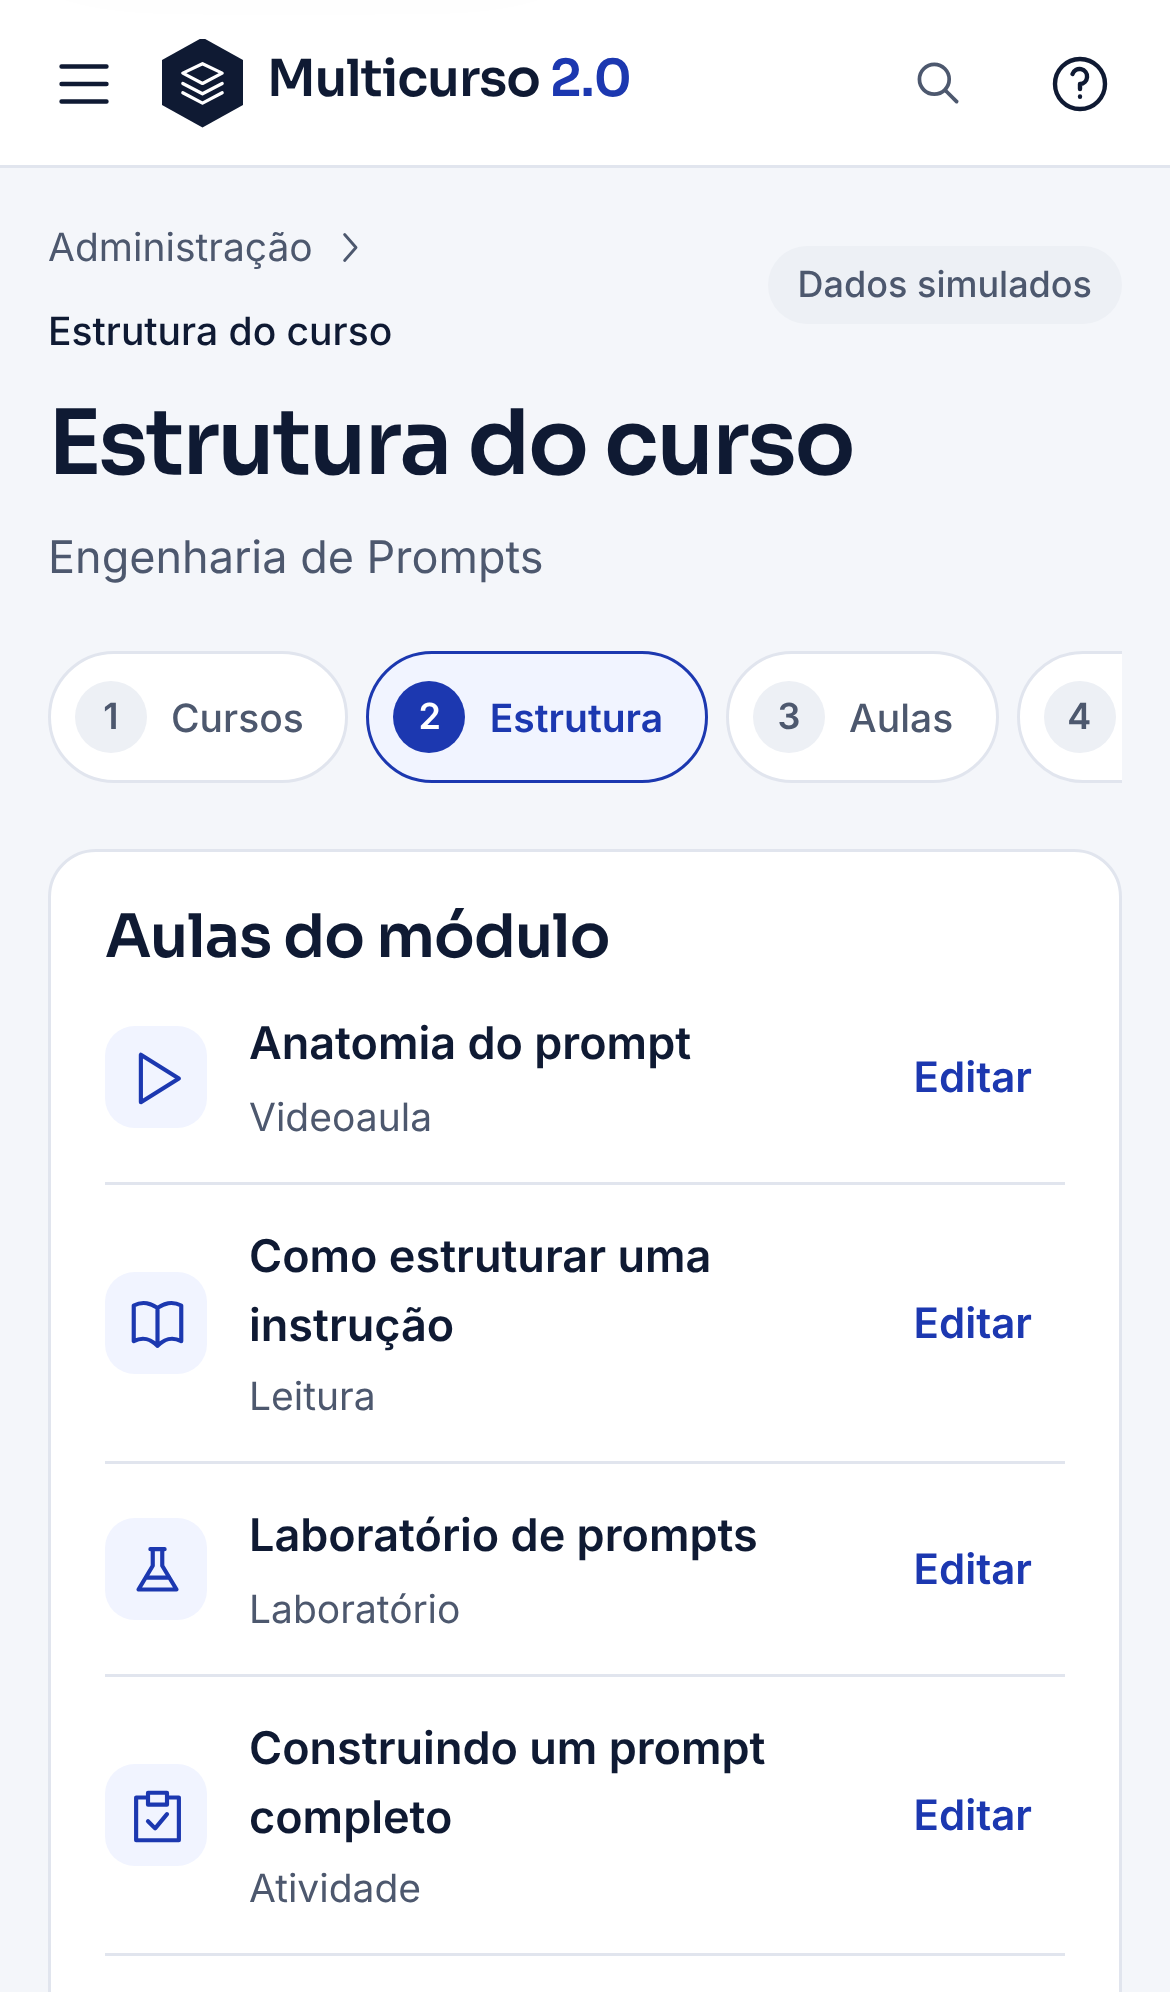 Multicurso 2.0
Administração
Dados simulados
Estrutura do curso
Estrutura do curso
Engenharia de Prompts
1 Cursos
2 Estrutura
3 Aulas
4
Aulas do módulo
Anatomia do prompt
Videoaula
Editar
Como estruturar uma
instrução
Leitura
Editar
Laboratório de prompts
Laboratório
Editar
Construindo um prompt
completo
Atividade
Editar